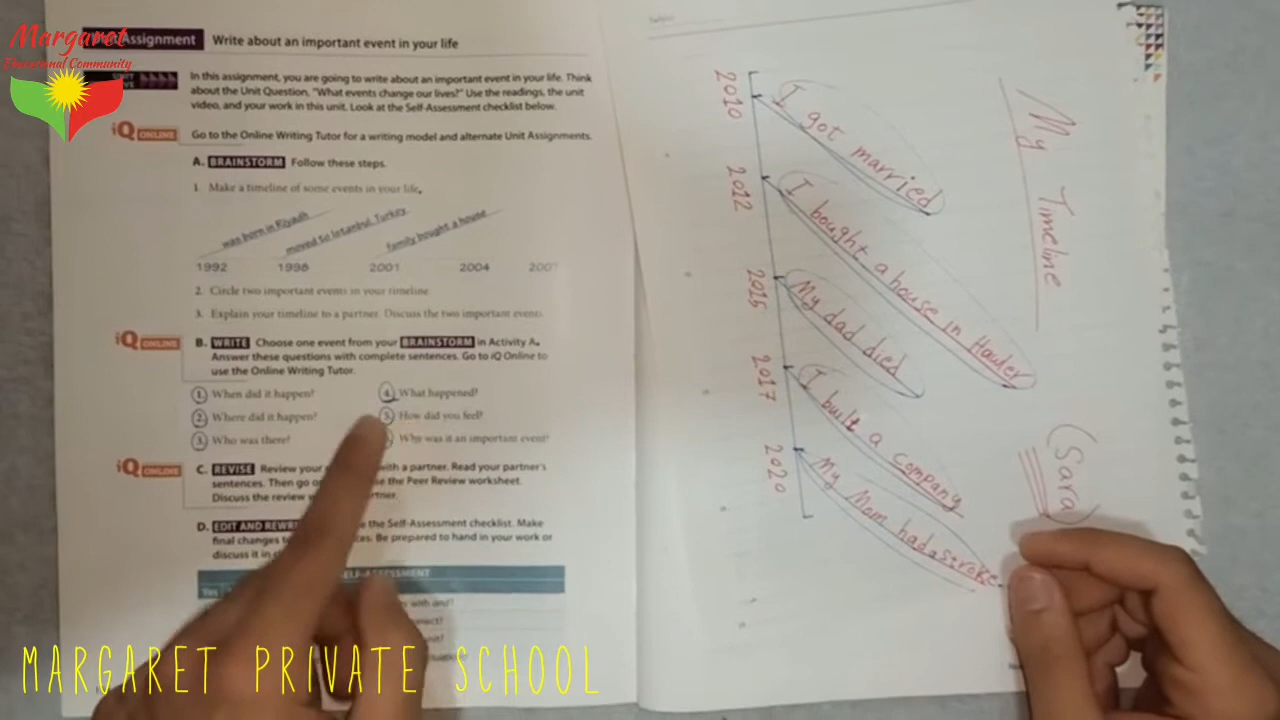 Margaret
Educational Community
Assignment
Write about an important event in your life
In this assignment, you are going to write about an important event in your life. Think
about the Unit Question, "What events change our lives?" Use the readings, the unit
video, and your work in this unit. Look at the Self-Assessment checklist below.
iQ ONLINE
Go to the Online Writing Tutor for a writing model and alternate Unit Assignments.
A. BRAINSTORM Follow these steps.
1. Make a timeline of some events in your life.
was born in Riyadh
moved to Istanbul, Turkey
family bought a house
1992 1996 2001 2004 200
2. Circle two important events in your timeline
3. Explain your timeline to a partner. Discuss the two important events.
iQ ONLINE
B. WRITE Choose one event from your BRAINSTORM in Activity A.
Answer these questions with complete sentences. Go to iQ Online to
use the Online Writing Tutor.
1. When did it happen?
2. Where did it happen?
3. Who was there?
4. What happened?
5. How did you feel?
Why was it an important event?
iQ ONLINE
C. REVISE Review your with a partner. Read your partner's
sentences. Then go the Peer Review worksheet.
Discuss the review
D. EDIT AND REWR the Self-Assessment checklist. Make
final changes Be prepared to hand in your work or
discuss it in
SELF-ASSESSMENT
Yes
My Timeline
(Sara)
2010 I got married
2012 I bought a house in Hawler
2015 My dad died
2017 I built a company
2020 My Mom had a stroke.
MARGARET PRIVATE SCHOOL